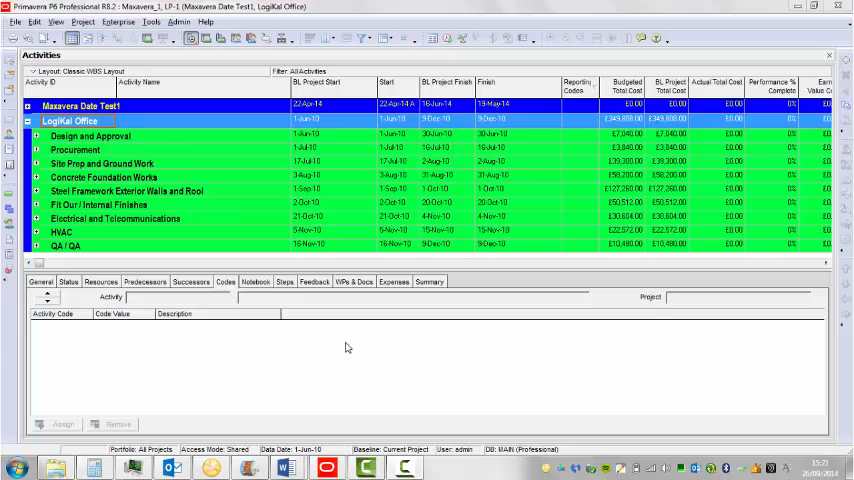 Primavera P6 Professional R8.2 : Maxavera_1, LP-1 (Maxavera Date Test1, LogiKal Office)
File Edit View Project Enterprise Tools Admin Help
Activities
Layout: Classic WBS Layout Filter: All Activities
Activity ID Activity Name BL Project Start Start BL Project Finish Finish Reporting Codes Budgeted Total Cost BL Project Total Cost Actual Total Cost Performance % Complete Earn Value Co
Maxavera Date Test1 22-Apr-14 22-Apr-14 A 16-Jun-14 19-May-14 £0.00 £0.00 £0.00 0% £0.
LogiKal Office 1-Jun-10 1-Jun-10 9-Dec-10 9-Dec-10 £349,808.00 £349,808.00 £0.00 0% £0.
Design and Approval 1-Jun-10 1-Jun-10 30-Jun-10 30-Jun-10 £7,040.00 £7,040.00 £0.00 0% £0.
Procurement 1-Jul-10 1-Jul-10 16-Jul-10 16-Jul-10 £3,840.00 £3,840.00 £0.00 0% £0.
Site Prep and Ground Work 17-Jul-10 17-Jul-10 2-Aug-10 2-Aug-10 £39,300.00 £39,300.00 £0.00 0% £0.
Concrete Foundation Works 3-Aug-10 3-Aug-10 31-Aug-10 31-Aug-10 £58,200.00 £58,200.00 £0.00 0% £0.
Steel Framework Exterior Walls and Roof 1-Sep-10 1-Sep-10 1-Oct-10 1-Oct-10 £127,260.00 £127,260.00 £0.00 0% £0.
Fit Our / Internal Finishes 2-Oct-10 2-Oct-10 20-Oct-10 20-Oct-10 £50,512.00 £50,512.00 £0.00 0% £0.
Electrical and Telecommunications 21-Oct-10 21-Oct-10 4-Nov-10 4-Nov-10 £30,604.00 £30,604.00 £0.00 0% £0.
HVAC 5-Nov-10 5-Nov-10 15-Nov-10 15-Nov-10 £22,572.00 £22,572.00 £0.00 0% £0.
QA / QA 16-Nov-10 16-Nov-10 9-Dec-10 9-Dec-10 £10,480.00 £10,480.00 £0.00 0% £0.
General Status Resources Predecessors Successors Codes Notebook Steps Feedback WPs & Docs Expenses Summary
Activity Project
Activity Code Code Value Description
Assign Remove
Portfolio: All Projects Access Mode: Shared Data Date: 1-Jun-10 Baseline: Current Project User: admin DB: MAIN (Professional)
15:21
26/09/2014